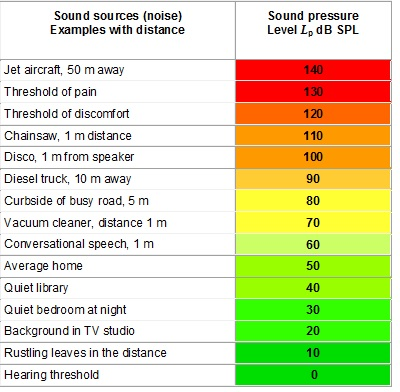 Sound sources (noise)
Examples with distance
Sound pressure
Level Lp dB SPL
Jet aircraft, 50 m away 140
Threshold of pain 130
Threshold of discomfort 120
Chainsaw, 1 m distance 110
Disco, 1 m from speaker 100
Diesel truck, 10 m away 90
Curbside of busy road, 5 m 80
Vacuum cleaner, distance 1 m 70
Conversational speech, 1 m 60
Average home 50
Quiet library 40
Quiet bedroom at night 30
Background in TV studio 20
Rustling leaves in the distance 10
Hearing threshold 0